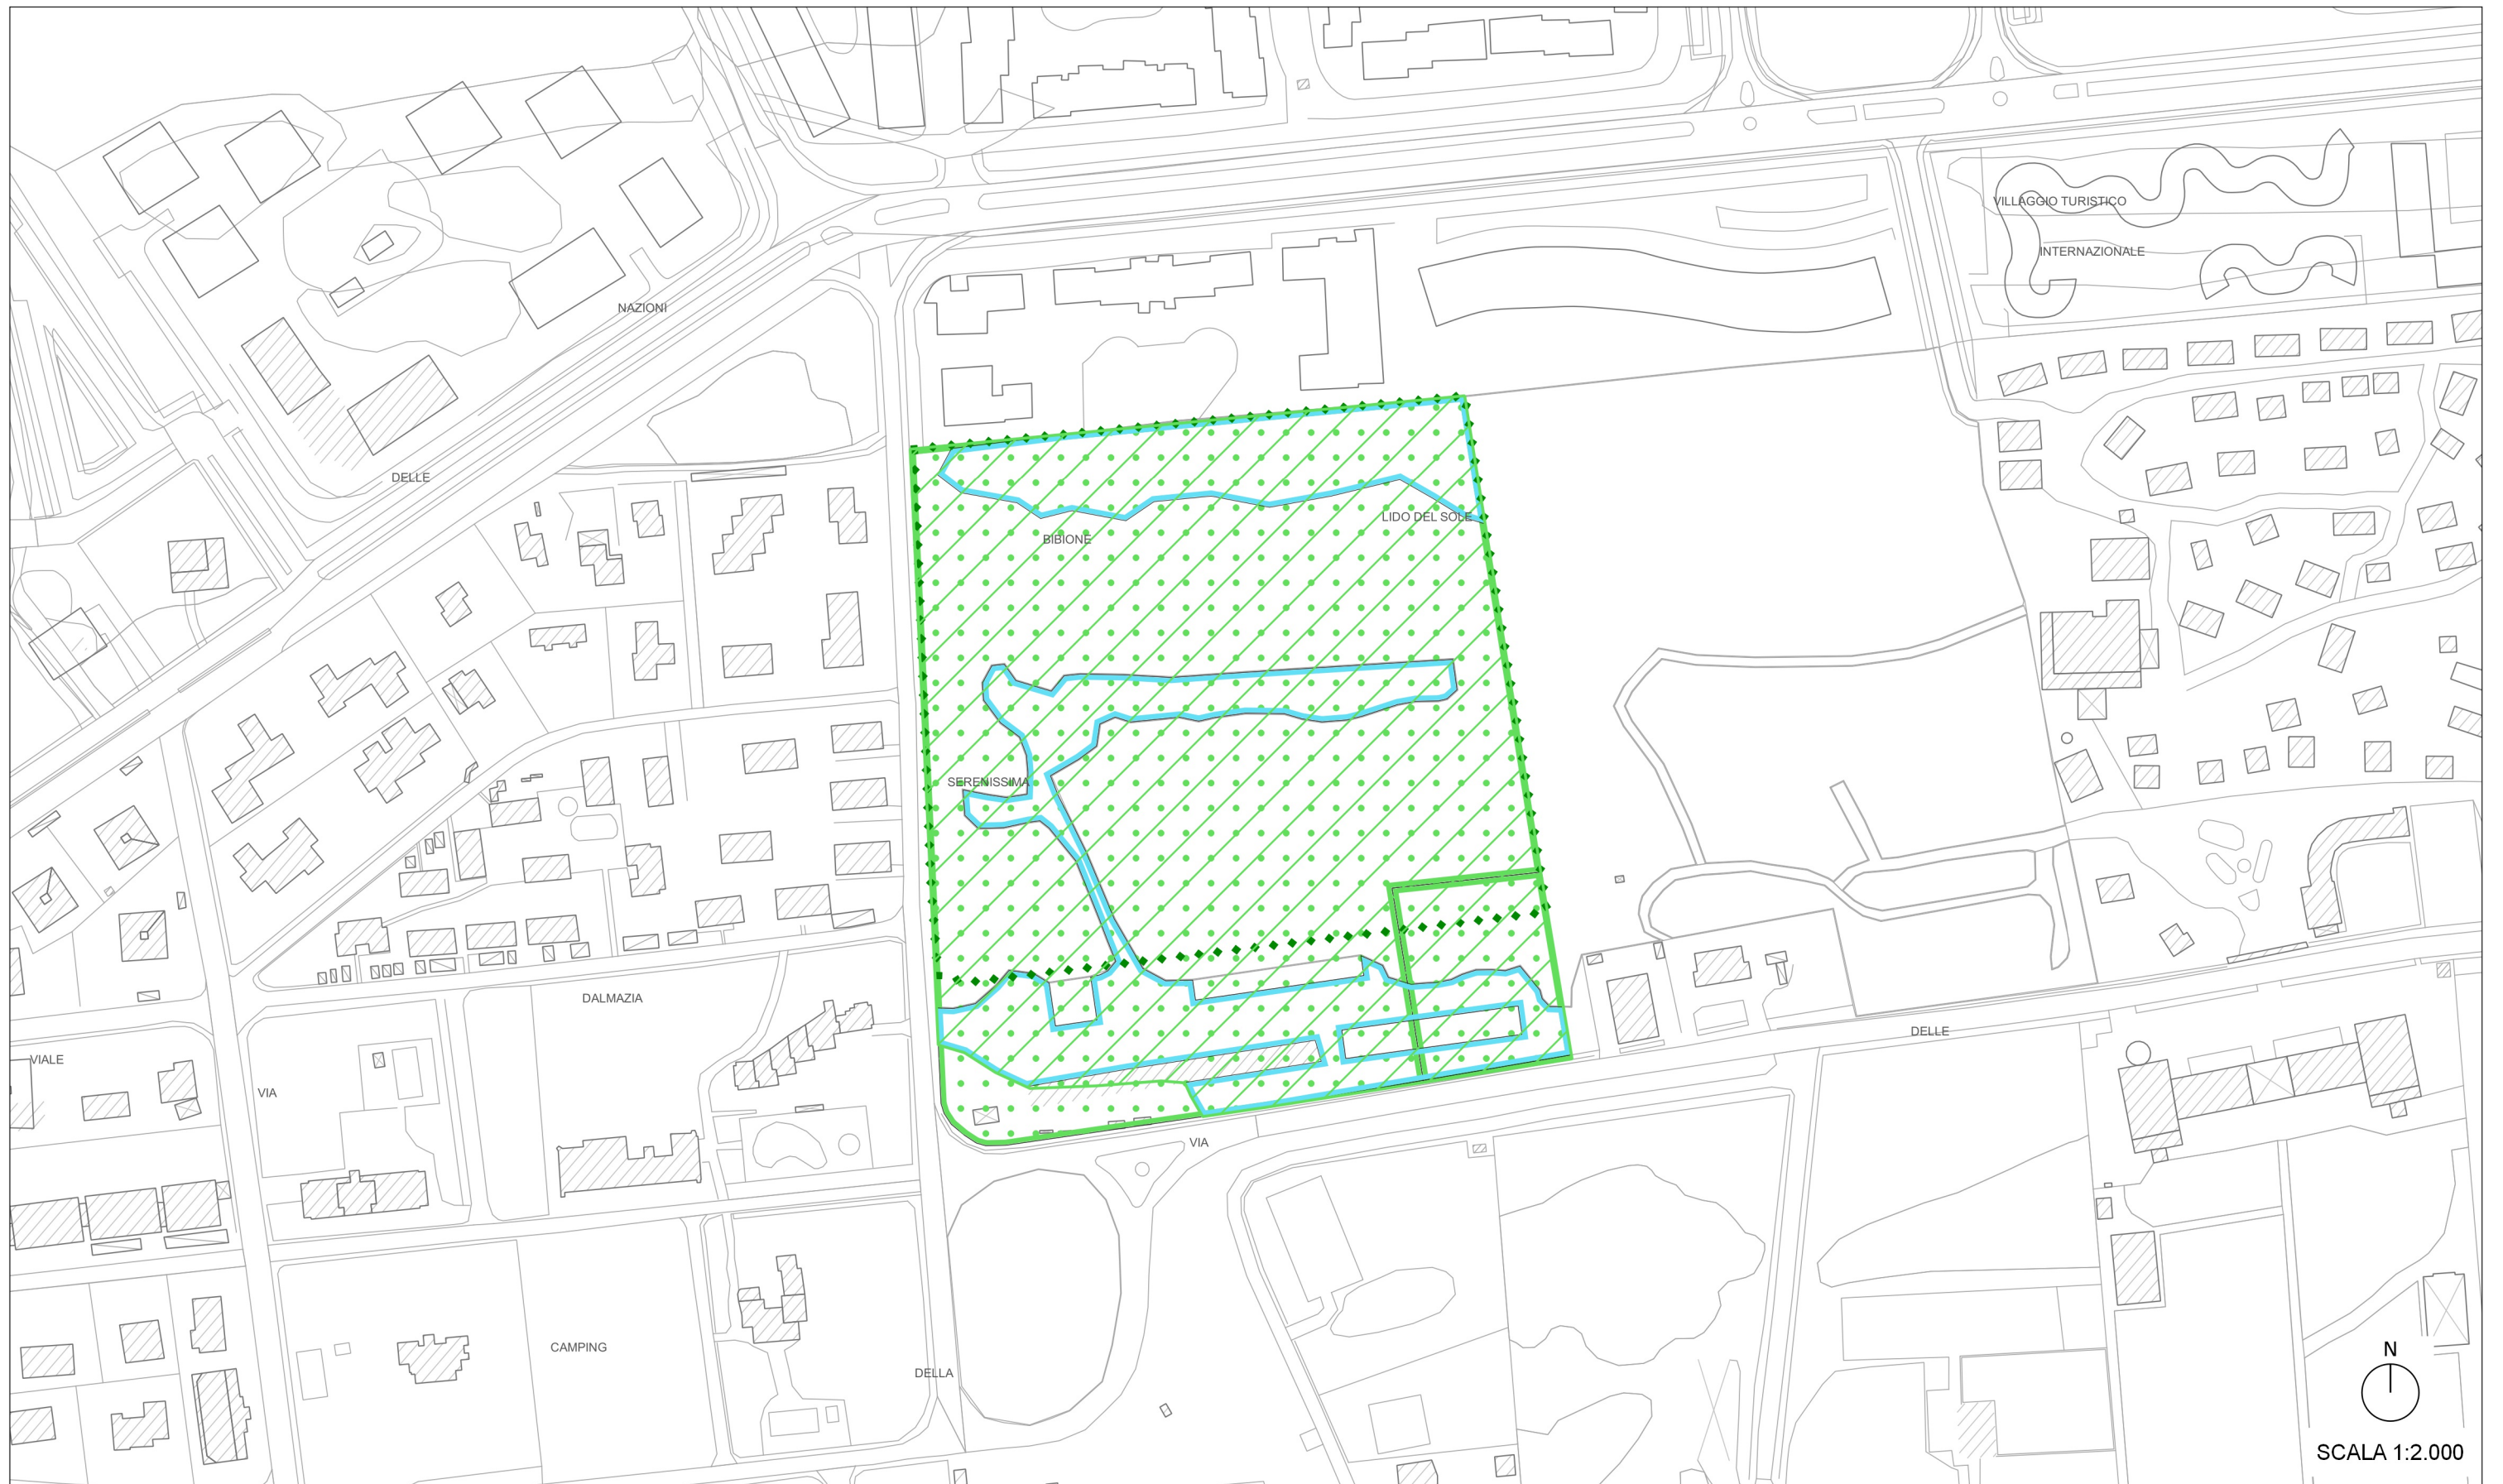 VILLAGGIO TURISTICO
INTERNAZIONALE
NAZIONI
DELLE
LIDO DEL SOLE
BIBIONE
SERENISSIMA
DALMAZIA
DELLE
VIALE
VIA
VIA
CAMPING
DELLA
N
SCALA 1:2.000